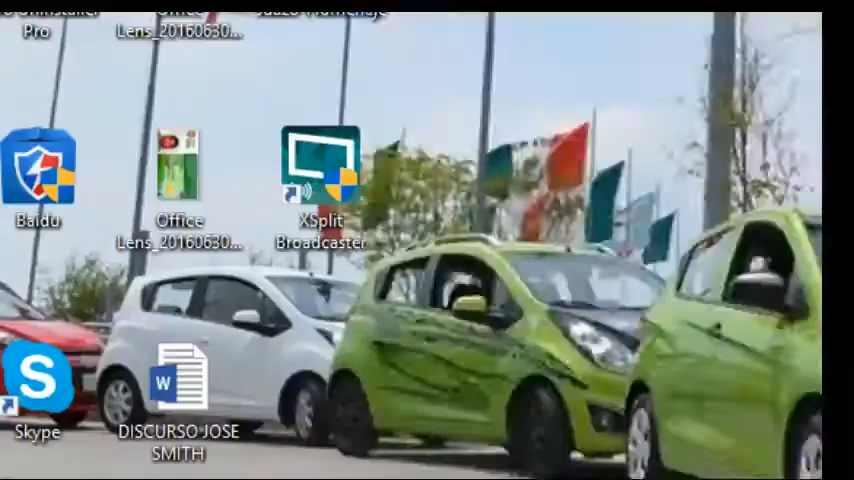 Pro
Lens_20160630...
Baidu
Office
Lens_20160630...
XSplit
Broadcaster
W
S
Skype
DISCURSO JOSE
SMITH